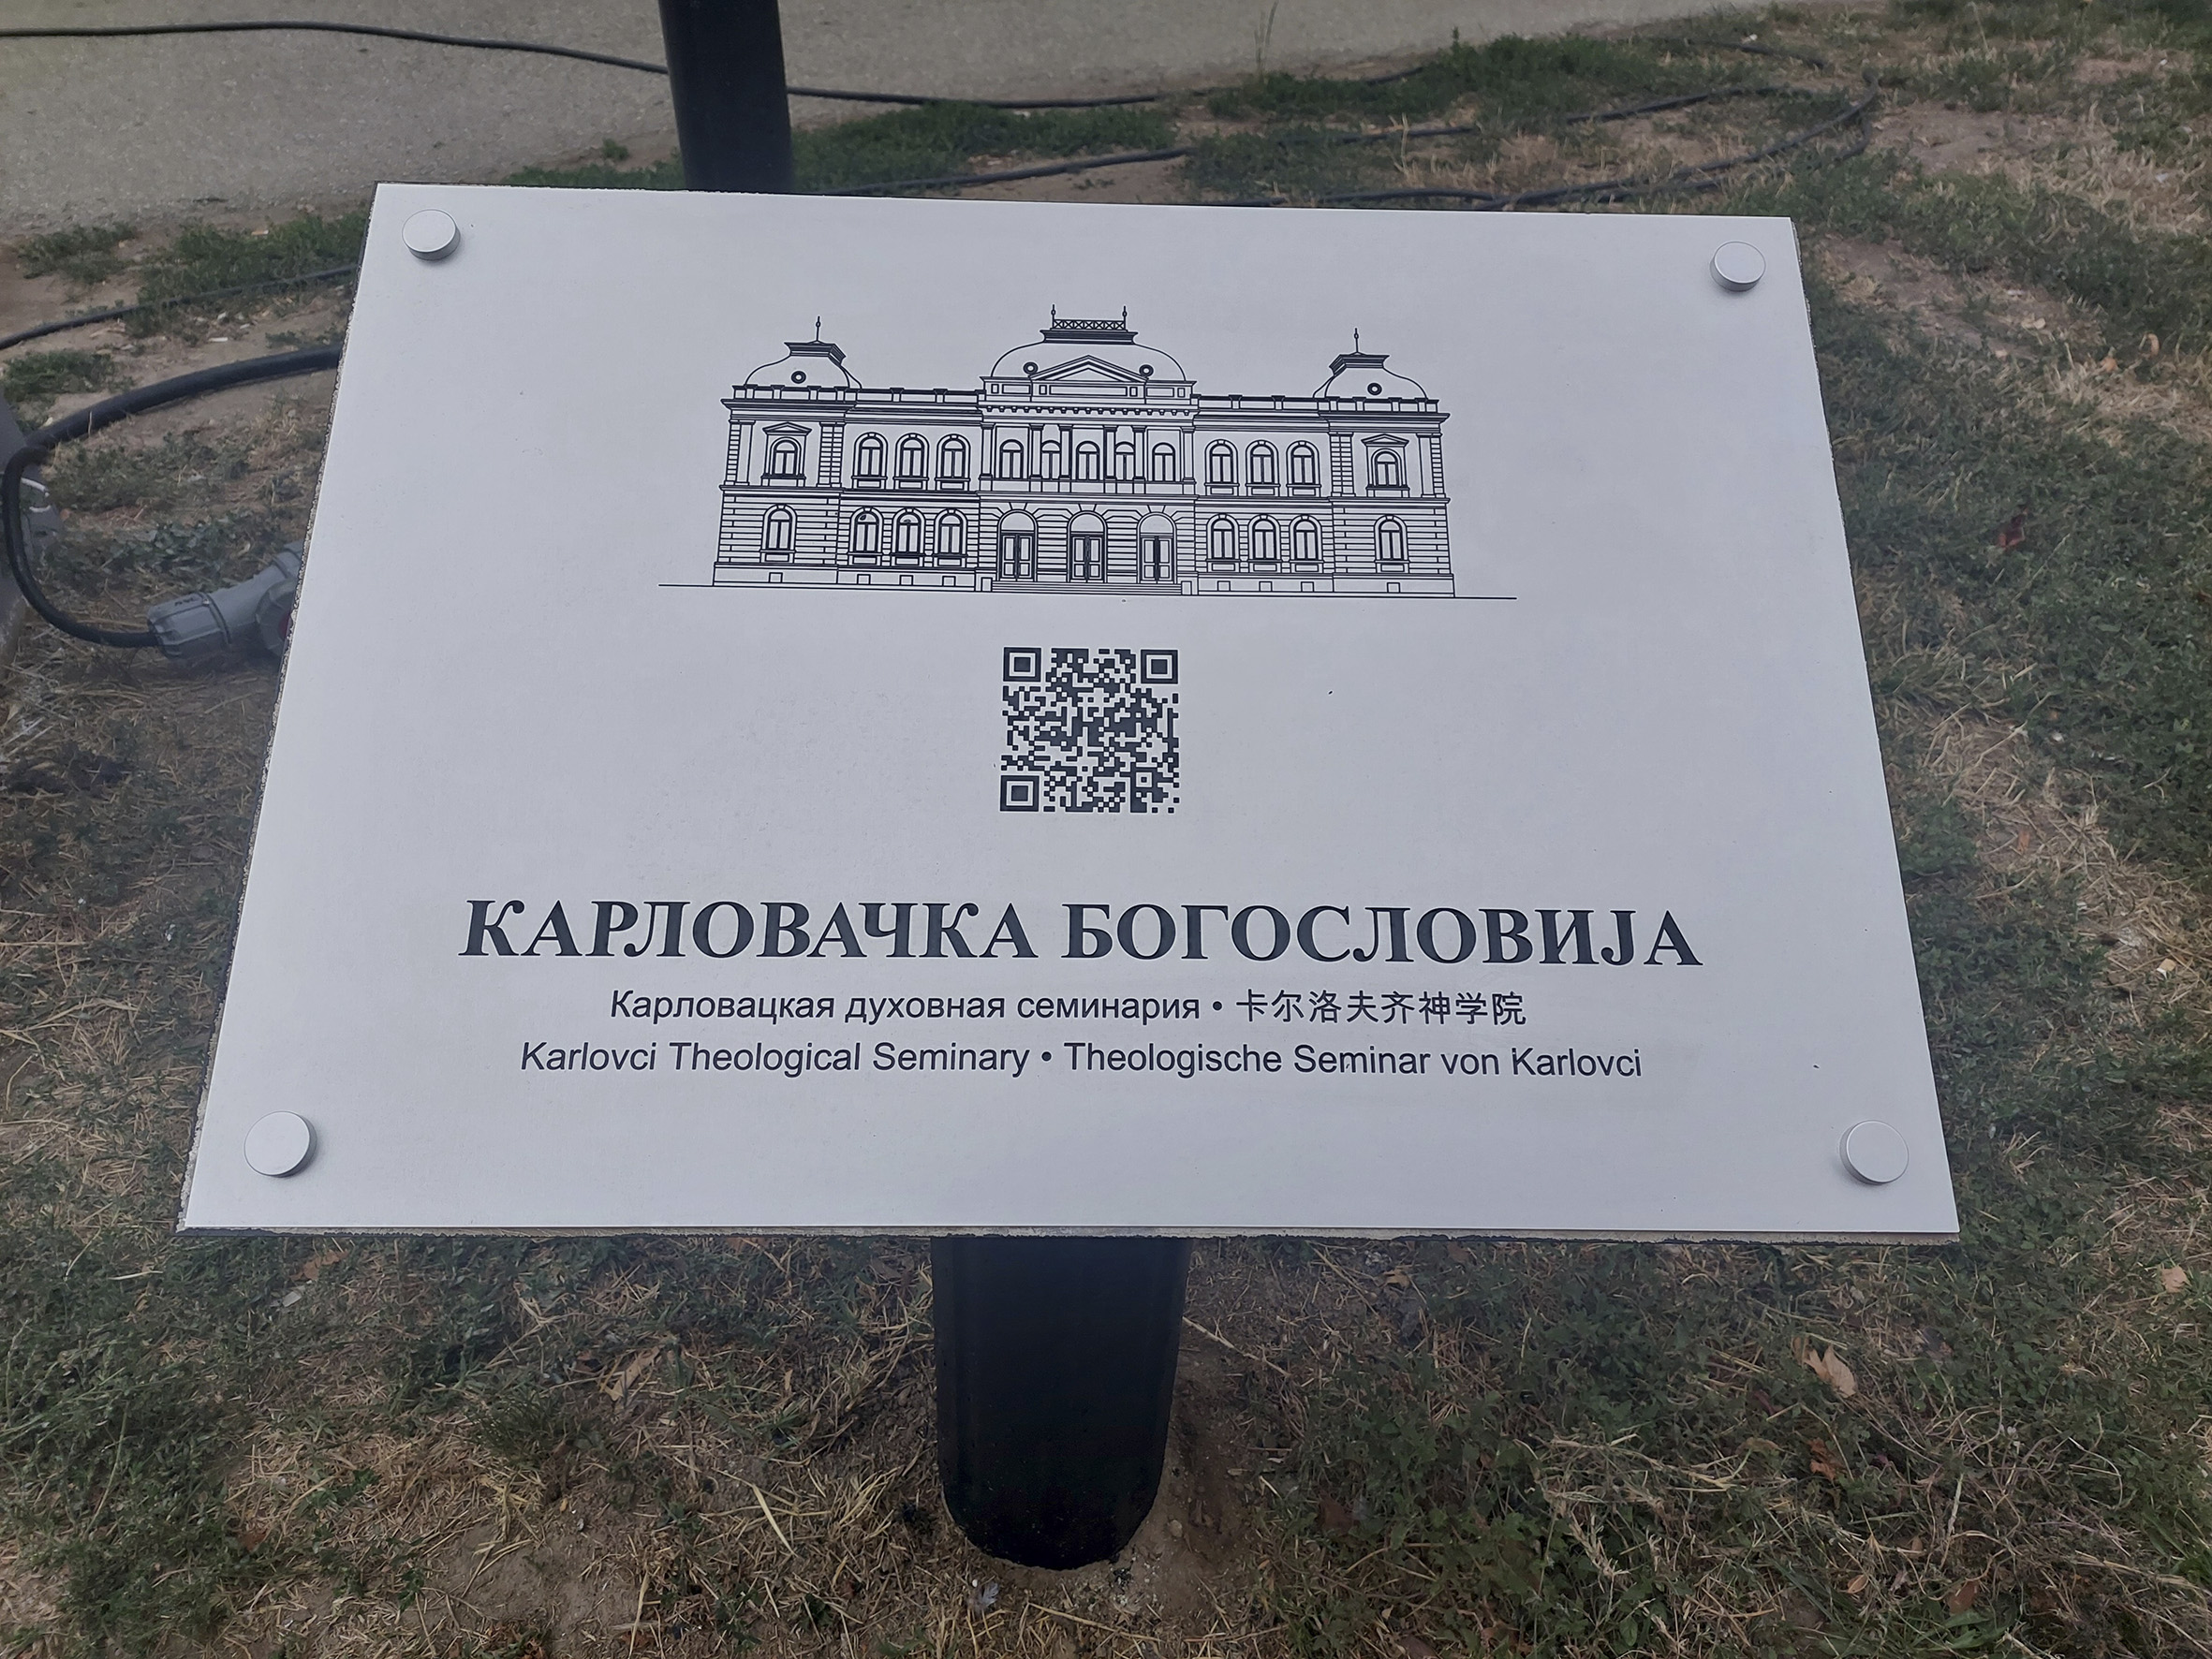 КАРЛОВАЧКА БОГОСЛОВИЈА
Карловацкая духовная семинария • 卡尔洛夫齐神学院
Karlovci Theological Seminary • Theologische Seminar von Karlovci